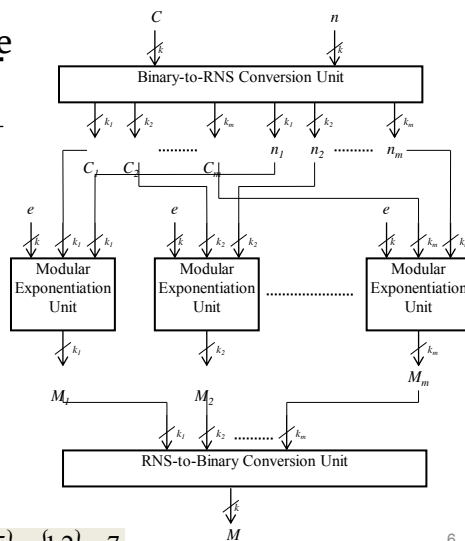 e
C n
k k
Binary-to-RNS Conversion Unit
k1 k2 km k1 k2 km
.......... n1 n2 .......... nm
C1 C2 Cm
e e e
k k1 k1 k k2 k2 k km
Modular Exponentiation Unit
Modular Exponentiation Unit
......................
Modular Exponentiation Unit
k1 k2 km
Mm
M1 M2
k1 k2 .......... km
RNS-to-Binary Conversion Unit
k
M
6